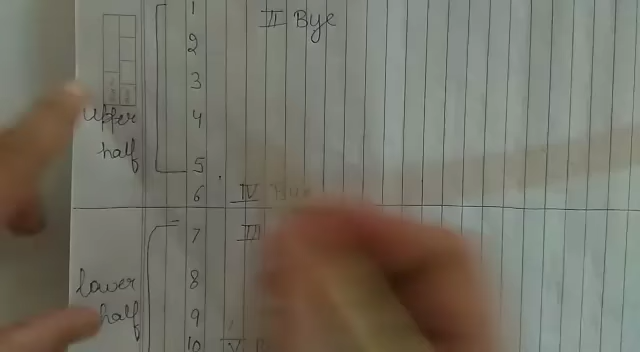 1 II Bye
2
3
Upper
4
half
5
6 IV Bye
7 III
8
Lower
half
9
10 V